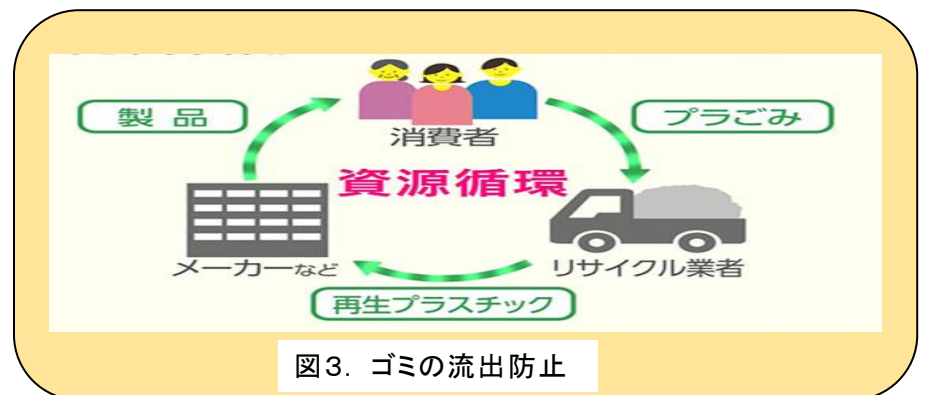 製品
プラごみ
消費者
資源循環
メーカーなど
リサイクル業者
再生プラスチック
図3. ゴミの流出防止